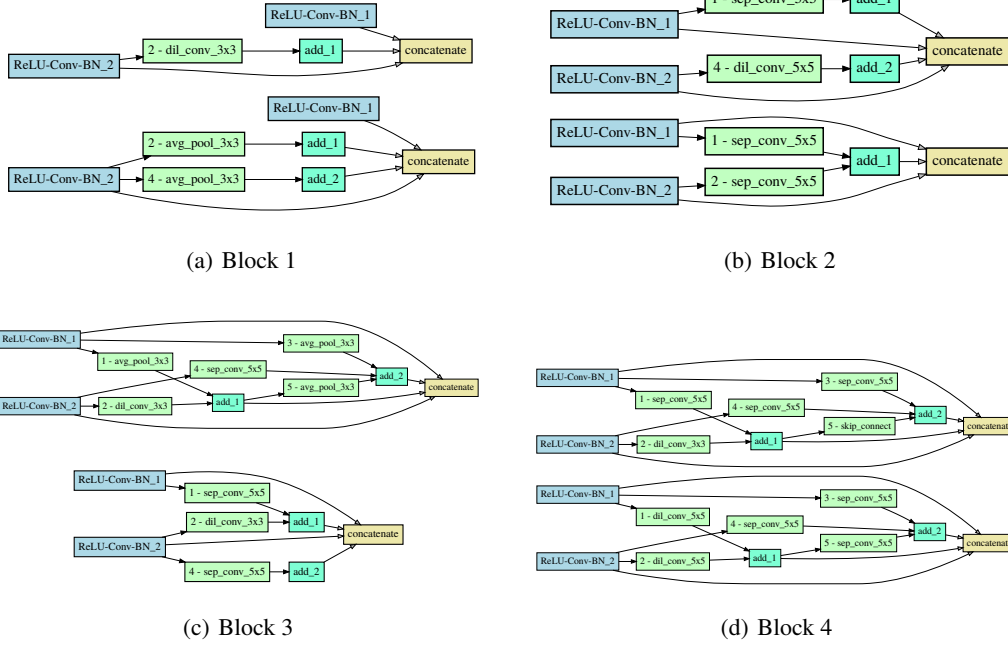 ReLU-Conv-BN_1
2 - dil_conv_3x3
add_1
concatenate
ReLU-Conv-BN_2
ReLU-Conv-BN_1
2 - avg_pool_3x3
add_1
concatenate
ReLU-Conv-BN_2
4 - avg_pool_3x3
add_2
(a) Block 1
1 - sep_conv_5x5
add_1
ReLU-Conv-BN_1
concatenate
4 - dil_conv_5x5
add_2
ReLU-Conv-BN_2
ReLU-Conv-BN_1
1 - sep_conv_5x5
add_1
concatenate
2 - sep_conv_5x5
ReLU-Conv-BN_2
(b) Block 2
ReLU-Conv-BN_1
3 - avg_pool_3x3
1 - avg_pool_3x3
4 - sep_conv_5x5
add_2
5 - avg_pool_3x3
concatenate
ReLU-Conv-BN_2
2 - dil_conv_3x3
add_1
ReLU-Conv-BN_1
1 - sep_conv_5x5
2 - dil_conv_3x3
add_1
concatenate
ReLU-Conv-BN_2
4 - sep_conv_5x5
add_2
(c) Block 3
ReLU-Conv-BN_1
3 - sep_conv_5x5
1 - sep_conv_5x5
4 - sep_conv_5x5
add_2
5 - skip_connect
concatenate
ReLU-Conv-BN_2
2 - dil_conv_3x3
add_1
ReLU-Conv-BN_1
3 - sep_conv_5x5
1 - dil_conv_5x5
4 - sep_conv_5x5
add_2
5 - sep_conv_5x5
concatenate
ReLU-Conv-BN_2
2 - dil_conv_5x5
add_1
(d) Block 4